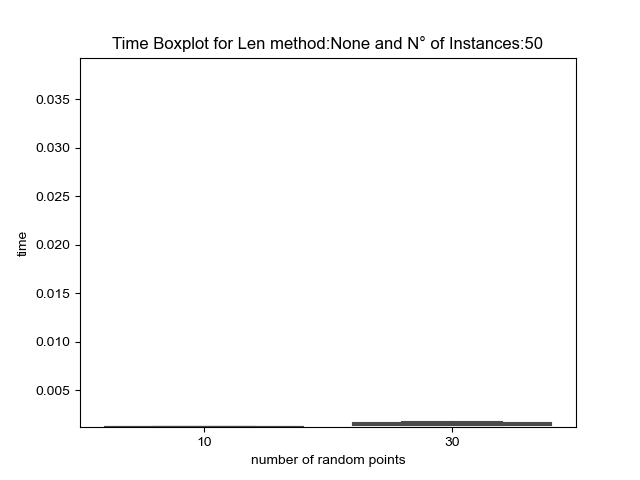 Time Boxplot for Len method:None and N° of Instances:50
0.035
0.030
0.025
0.020
0.015
0.010
0.005
time
10 30
number of random points